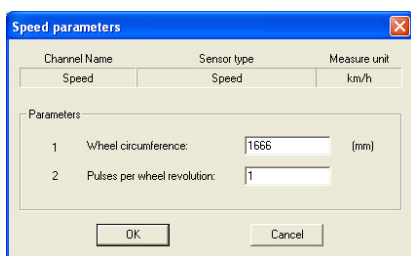 Speed parameters
Channel Name Sensor type Measure unit
Speed Speed km/h
Parameters
1 Wheel circumference: 1666 (mm)
2 Pulses per wheel revolution: 1
OK Cancel